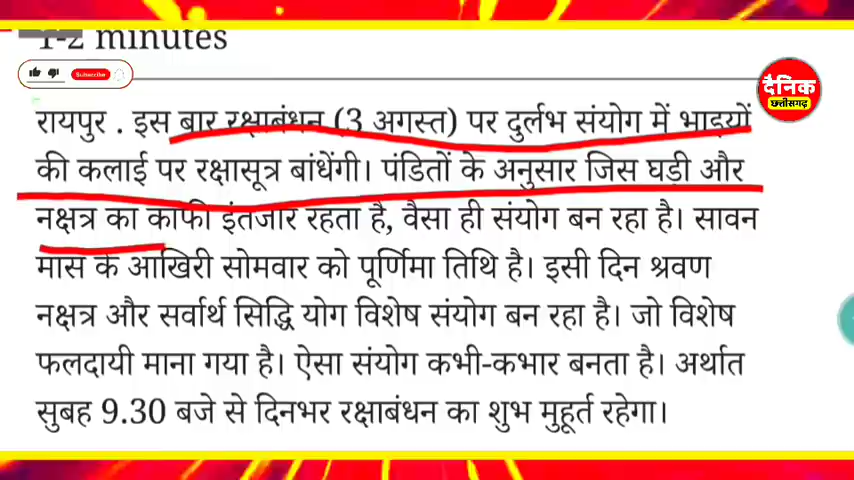 1-2 minutes
Subscribe
दैनिक
छत्तीसगढ़
रायपुर . इस बार रक्षाबंधन (3 अगस्त) पर दुर्लभ संयोग में भाइयों
की कलाई पर रक्षासूत्र बांधेंगी। पंडितों के अनुसार जिस घड़ी और
नक्षत्र का काफी इंतजार रहता है, वैसा ही संयोग बन रहा है। सावन
मास के आखिरी सोमवार को पूर्णिमा तिथि है। इसी दिन श्रवण
नक्षत्र और सर्वार्थ सिद्धि योग विशेष संयोग बन रहा है। जो विशेष
फलदायी माना गया है। ऐसा संयोग कभी-कभार बनता है। अर्थात
सुबह 9.30 बजे से दिनभर रक्षाबंधन का शुभ मुहूर्त रहेगा।